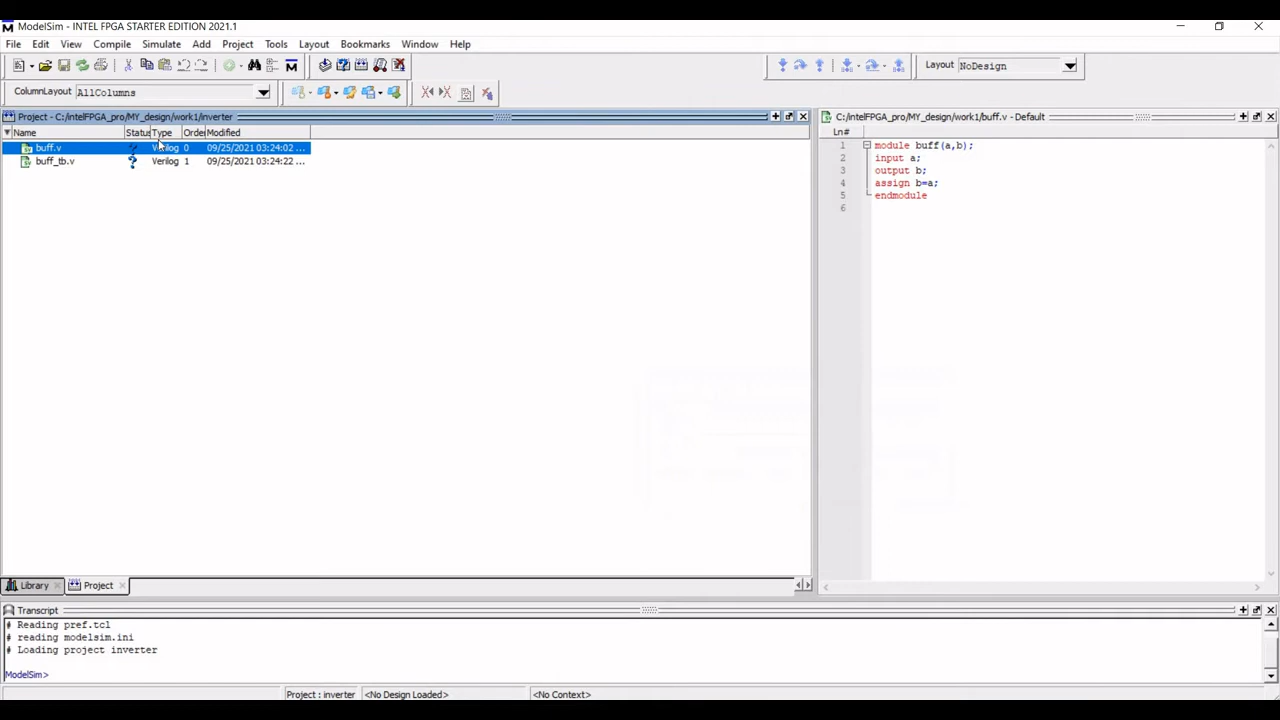 ModelSim - INTEL FPGA STARTER EDITION 2021.1
File Edit View Compile Simulate Add Project Tools Layout Bookmarks Window Help
Layout NoDesign
ColumnLayout AllColumns
Project - C:/intelFPGA_pro/MY_design/work1/inverter
Name Status Type Order Modified
buff.v Verilog 0 09/25/2021 03:24:02 ...
buff_tb.v ? Verilog 1 09/25/2021 03:24:22 ...
C:/intelFPGA_pro/MY_design/work1/buff.v - Default
Ln#
1 module buff(a,b);
2 input a;
3 output b;
4 assign b=a;
5 endmodule
6
Library Project
Transcript
# Reading pref.tcl
# reading modelsim.ini
# Loading project inverter
ModelSim>
Project : inverter <No Design Loaded> <No Context>